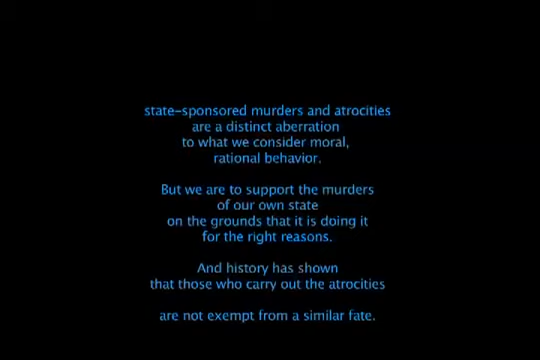 state-sponsored murders and atrocities
are a distinct aberration
to what we consider moral,
rational behavior.
But we are to support the murders
of our own state
on the grounds that it is doing it
for the right reasons.
And history has shown
that those who carry out the atrocities
are not exempt from a similar fate.